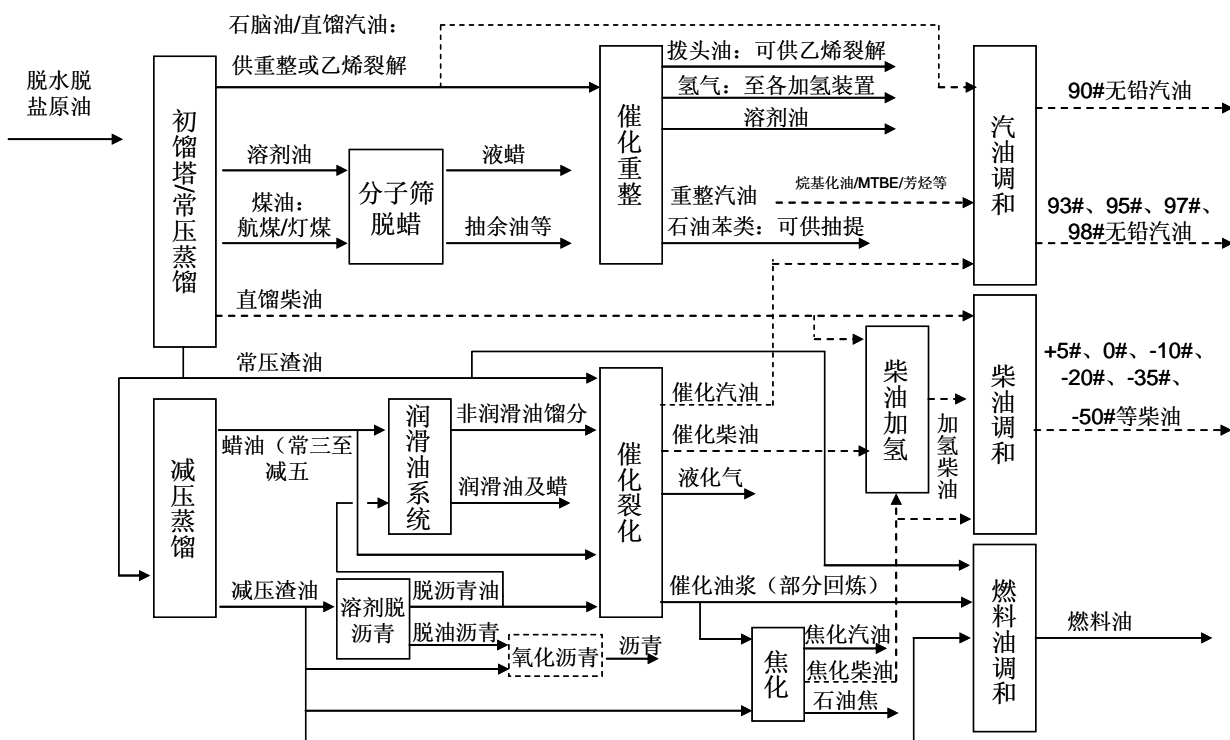 石脑油/直馏汽油：
供重整或乙烯裂解
脱水脱
盐原油
初馏塔/常压蒸馏
溶剂油
煤油：
航煤/灯煤
分子筛
脱蜡
液蜡
抽余油等
催化重整
拨头油：可供乙烯裂解
氢气：至各加氢装置
溶剂油
重整汽油
烷基化油/MTBE/芳烃等
石油苯类：可供抽提
汽油调和
90#无铅汽油
93#、95#、97#、
98#无铅汽油
直馏柴油
常压渣油
减压蒸馏
蜡油（常三至
减五
润滑油系统
非润滑油馏分
润滑油及蜡
催化裂化
催化汽油
催化柴油
液化气
柴油加氢
加氢柴油
柴油调和
+5#、0#、-10#、
-20#、-35#、
-50#等柴油
减压渣油
溶剂脱
沥青
脱沥青油
脱油沥青
氧化沥青
沥青
催化油浆（部分回炼）
焦化
焦化汽油
焦化柴油
石油焦
燃料油调和
燃料油